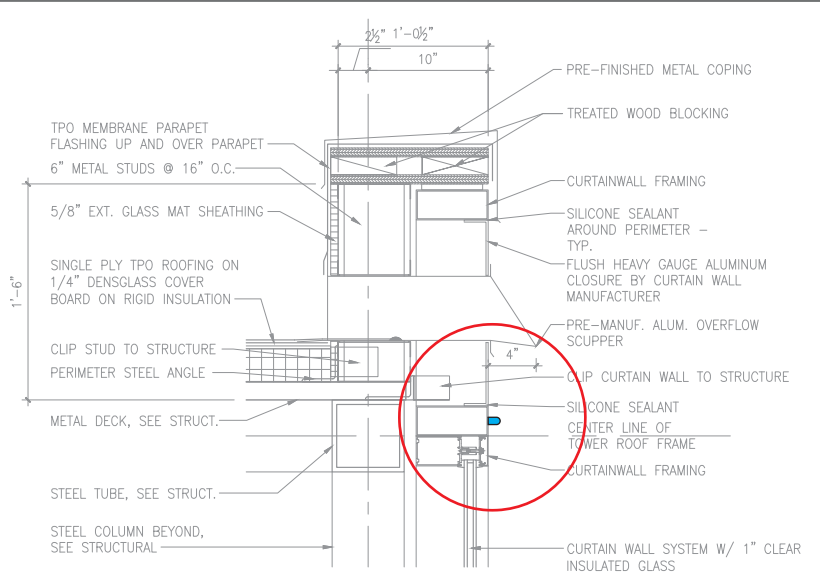 2½" 1'-0½"
10"
PRE-FINISHED METAL COPING
TREATED WOOD BLOCKING
TPO MEMBRANE PARAPET
FLASHING UP AND OVER PARAPET
6" METAL STUDS @ 16" O.C.
CURTAINWALL FRAMING
5/8" EXT. GLASS MAT SHEATHING
SILICONE SEALANT
AROUND PERIMETER –
TYP.
FLUSH HEAVY GAUGE ALUMINUM
CLOSURE BY CURTAIN WALL
MANUFACTURER
SINGLE PLY TPO ROOFING ON
1/4" DENSGLASS COVER
BOARD ON RIGID INSULATION
1'-6"
PRE-MANUF. ALUM. OVERFLOW
SCUPPER
CLIP STUD TO STRUCTURE
4"
PERIMETER STEEL ANGLE
CLIP CURTAIN WALL TO STRUCTURE
SILICONE SEALANT
METAL DECK, SEE STRUCT.
CENTER LINE OF
TOWER ROOF FRAME
CURTAINWALL FRAMING
STEEL TUBE, SEE STRUCT.
STEEL COLUMN BEYOND,
SEE STRUCTURAL
CURTAIN WALL SYSTEM W/ 1" CLEAR
INSULATED GLASS